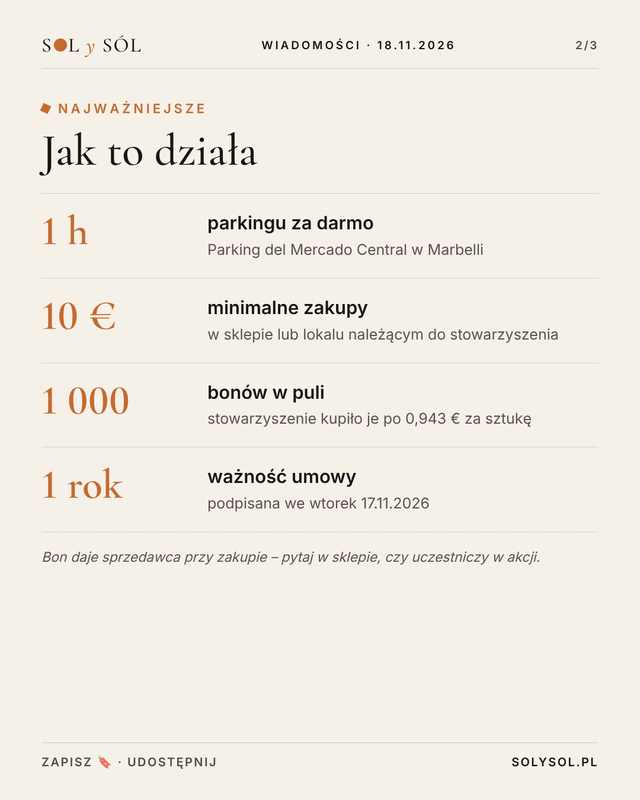 SOL y SÓL
WIADOMOŚCI · 18.11.2026
2/3
NAJWAŻNIEJSZE
Jak to działa
1 h
parkingu za darmo
Parking del Mercado Central w Marbelli
10 €
minimalne zakupy
w sklepie lub lokalu należącym do stowarzyszenia
1 000
bonów w puli
stowarzyszenie kupiło je po 0,943 € za sztukę
1 rok
ważność umowy
podpisana we wtorek 17.11.2026
Bon daje sprzedawca przy zakupie – pytaj w sklepie, czy uczestniczy w akcji.
ZAPISZ 🔖 · UDOSTĘPNIJ
SOLYSOL.PL